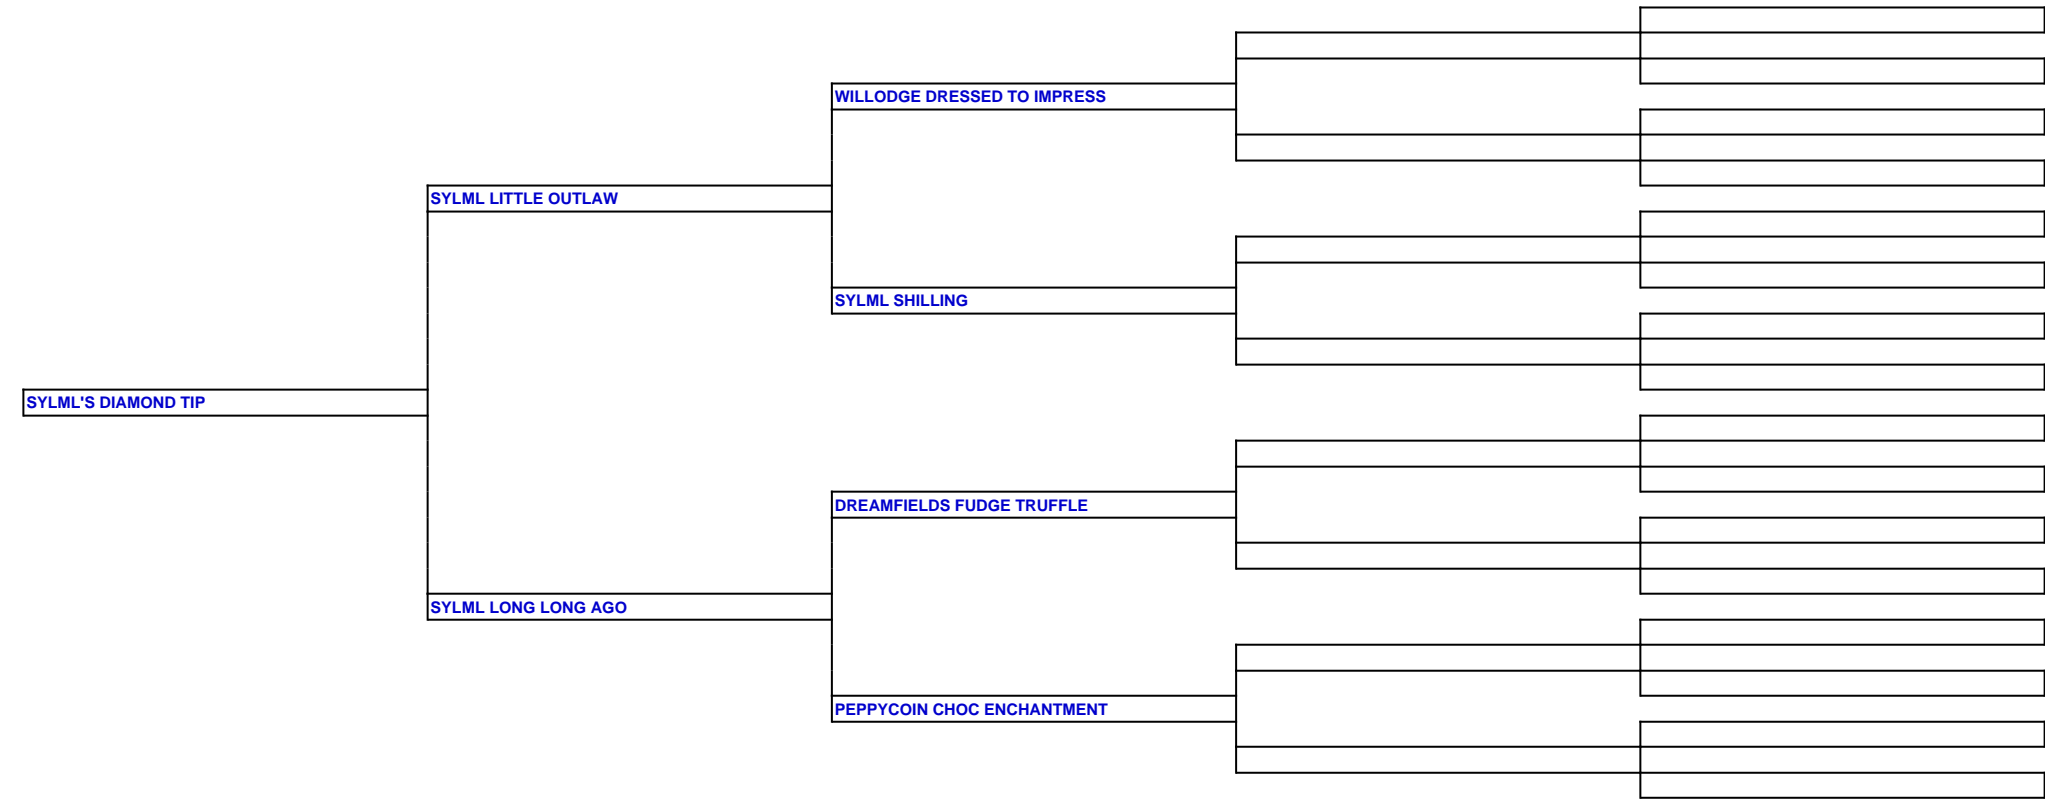 WILLODGE DRESSED TO IMPRESS
SYLML LITTLE OUTLAW
SYLML SHILLING
SYLML'S DIAMOND TIP
DREAMFIELDS FUDGE TRUFFLE
SYLML LONG LONG AGO
PEPPYCOIN CHOC ENCHANTMENT